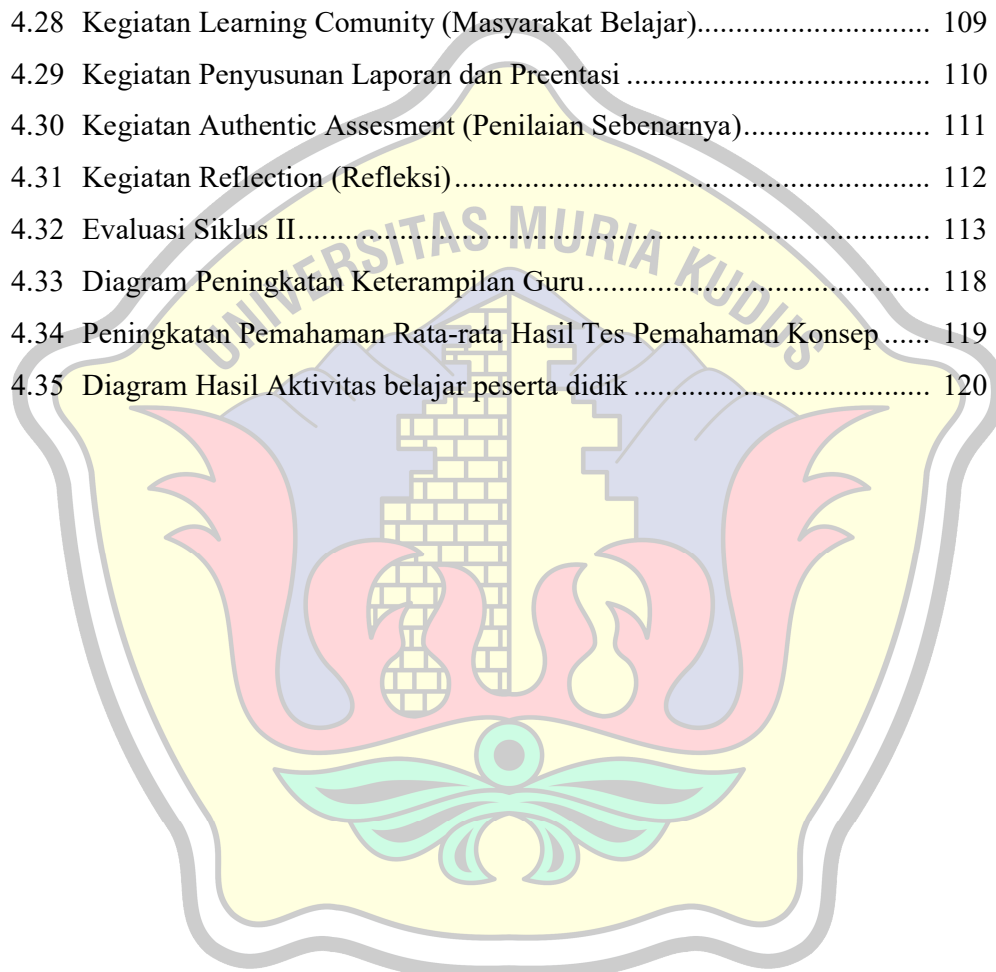 4.28 Kegiatan Learning Comunity (Masyarakat Belajar)................................ 109
4.29 Kegiatan Penyusunan Laporan dan Preentasi ...................................... 110
4.30 Kegiatan Authentic Assesment (Penilaian Sebenarnya)......................... 111
4.31 Kegiatan Reflection (Refleksi)................................................................ 112
4.32 Evaluasi Siklus II..................................................................................... 113
4.33 Diagram Peningkatan Keterampilan Guru.............................................. 118
4.34 Peningkatan Pemahaman Rata-rata Hasil Tes Pemahaman Konsep ...... 119
4.35 Diagram Hasil Aktivitas belajar peserta didik ........................................ 120
UNIVERSITAS MURIA KUDUS